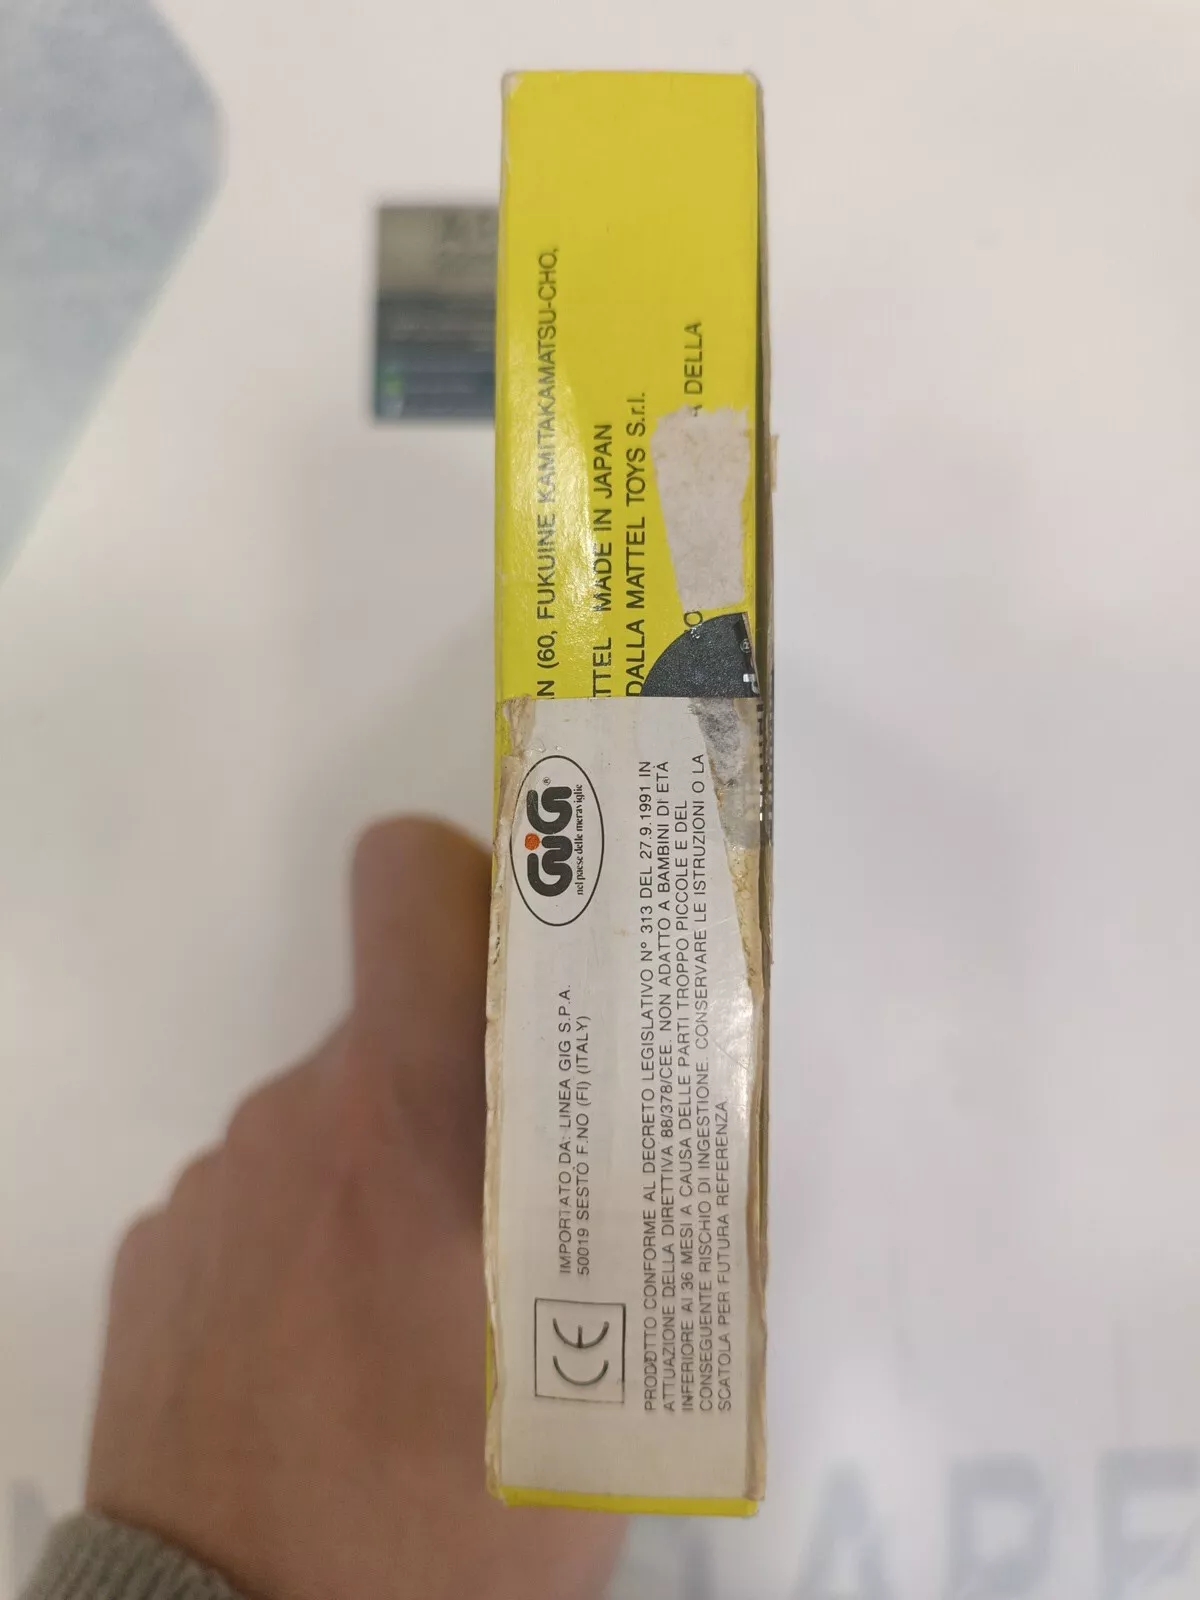 N (60, FUKUINE KAMITAKAMATSU-CHO,
TTEL MADE IN JAPAN
DALLA MATTEL TOYS S.r.l.
DELLA
GiG®
nel paese delle meraviglie
IMPORTATO DA: LINEA GIG S.P.A.
50019 SESTO F.NO (FI) (ITALY)
CE
PRODOTTO CONFORME AL DECRETO LEGISLATIVO N° 313 DEL 27.9.1991 IN
ATTUAZIONE DELLA DIRETTIVA 88/378/CEE. NON ADATTO A BAMBINI DI ETÀ
INFERIORE AI 36 MESI A CAUSA DELLE PARTI TROPPO PICCOLE E DEL
CONSEGUENTE RISCHIO DI INGESTIONE. CONSERVARE LE ISTRUZIONI O LA
SCATOLA PER FUTURA REFERENZA